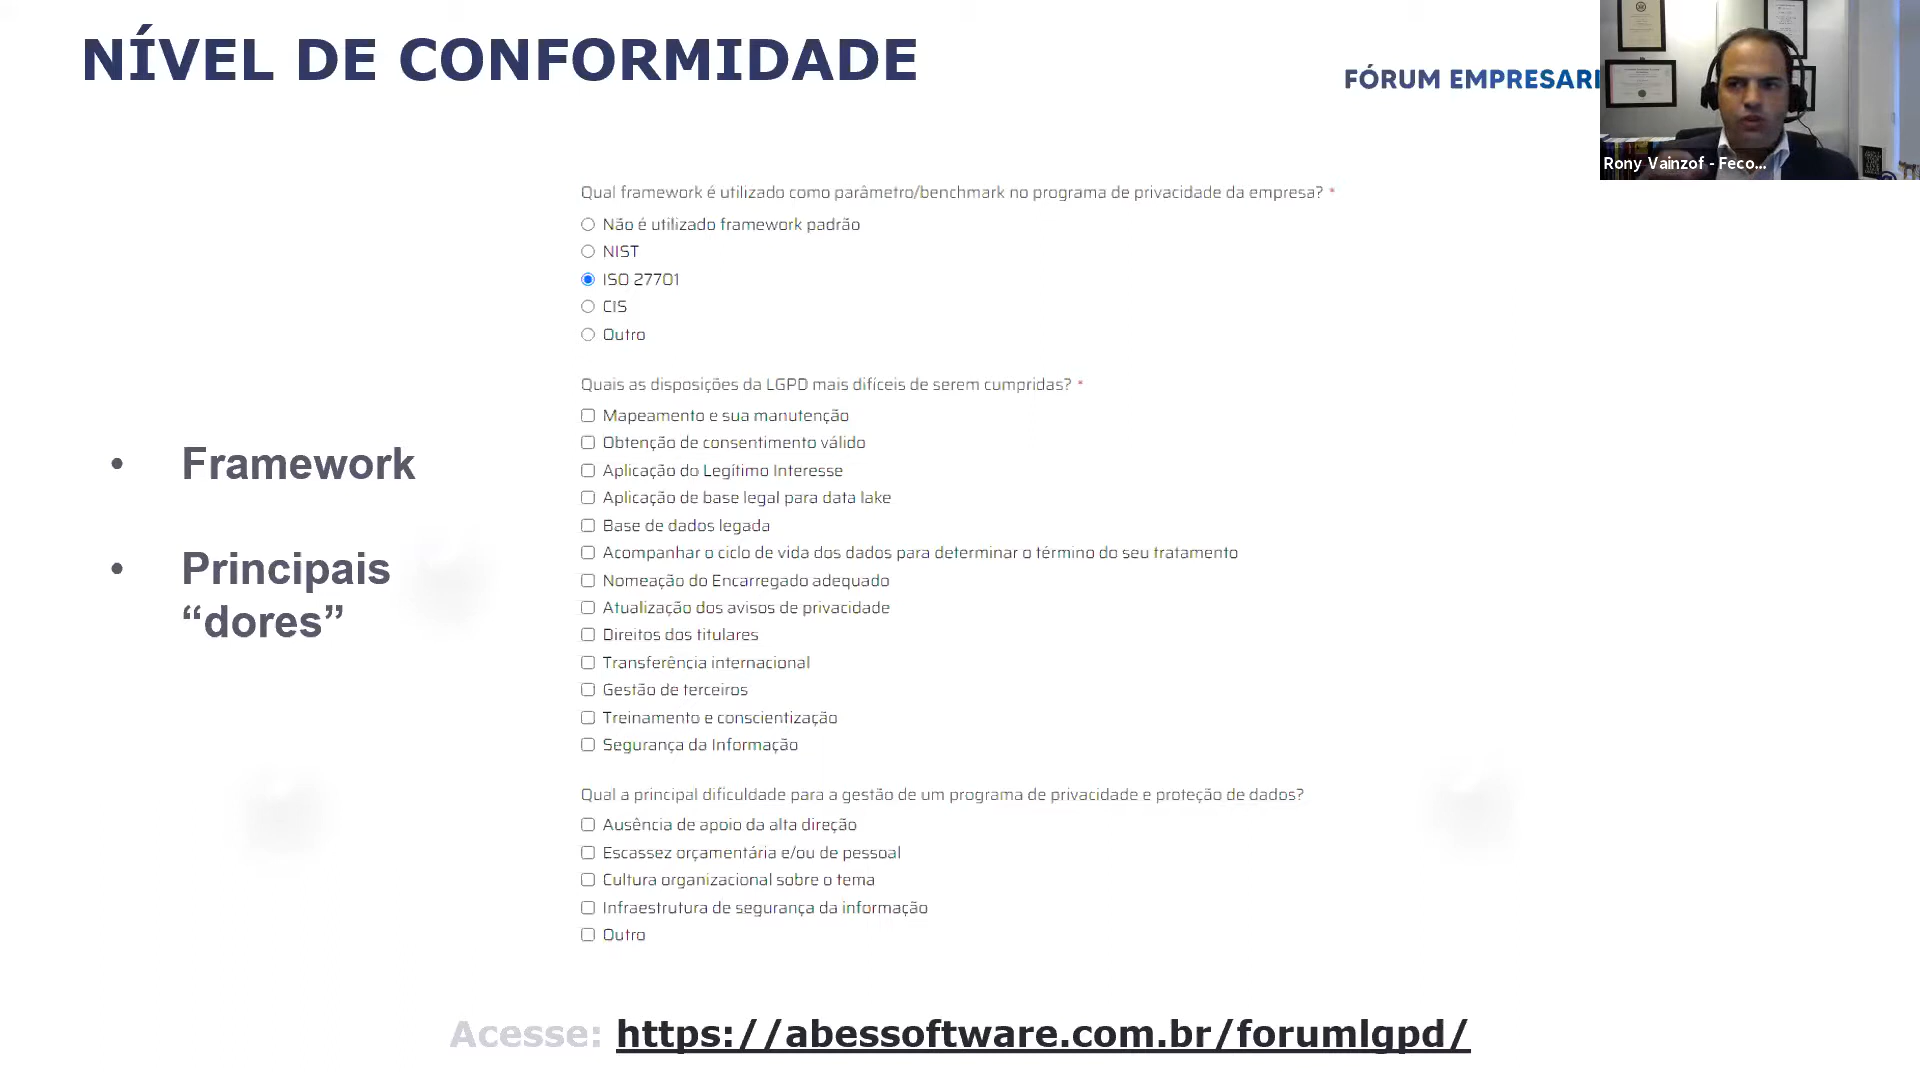 NÍVEL DE CONFORMIDADE
FÓRUM EMPRESARI
Rony Vainzof - Feco...
Qual framework é utilizado como parâmetro/benchmark no programa de privacidade da empresa? *
Não é utilizado framework padrão
NIST
ISO 27701
CIS
Outro
Quais as disposições da LGPD mais difíceis de serem cumpridas? *
Mapeamento e sua manutenção
Obtenção de consentimento válido
Aplicação do Legítimo Interesse
Aplicação de base legal para data lake
Base de dados legada
Acompanhar o ciclo de vida dos dados para determinar o término do seu tratamento
Nomeação do Encarregado adequado
Atualização dos avisos de privacidade
Direitos dos titulares
Transferência internacional
Gestão de terceiros
Treinamento e conscientização
Segurança da Informação
• Framework
• Principais
“dores”
Qual a principal dificuldade para a gestão de um programa de privacidade e proteção de dados?
Ausência de apoio da alta direção
Escassez orçamentária e/ou de pessoal
Cultura organizacional sobre o tema
Infraestrutura de segurança da informação
Outro
Acesse: https://abessoftware.com.br/forumlgpd/